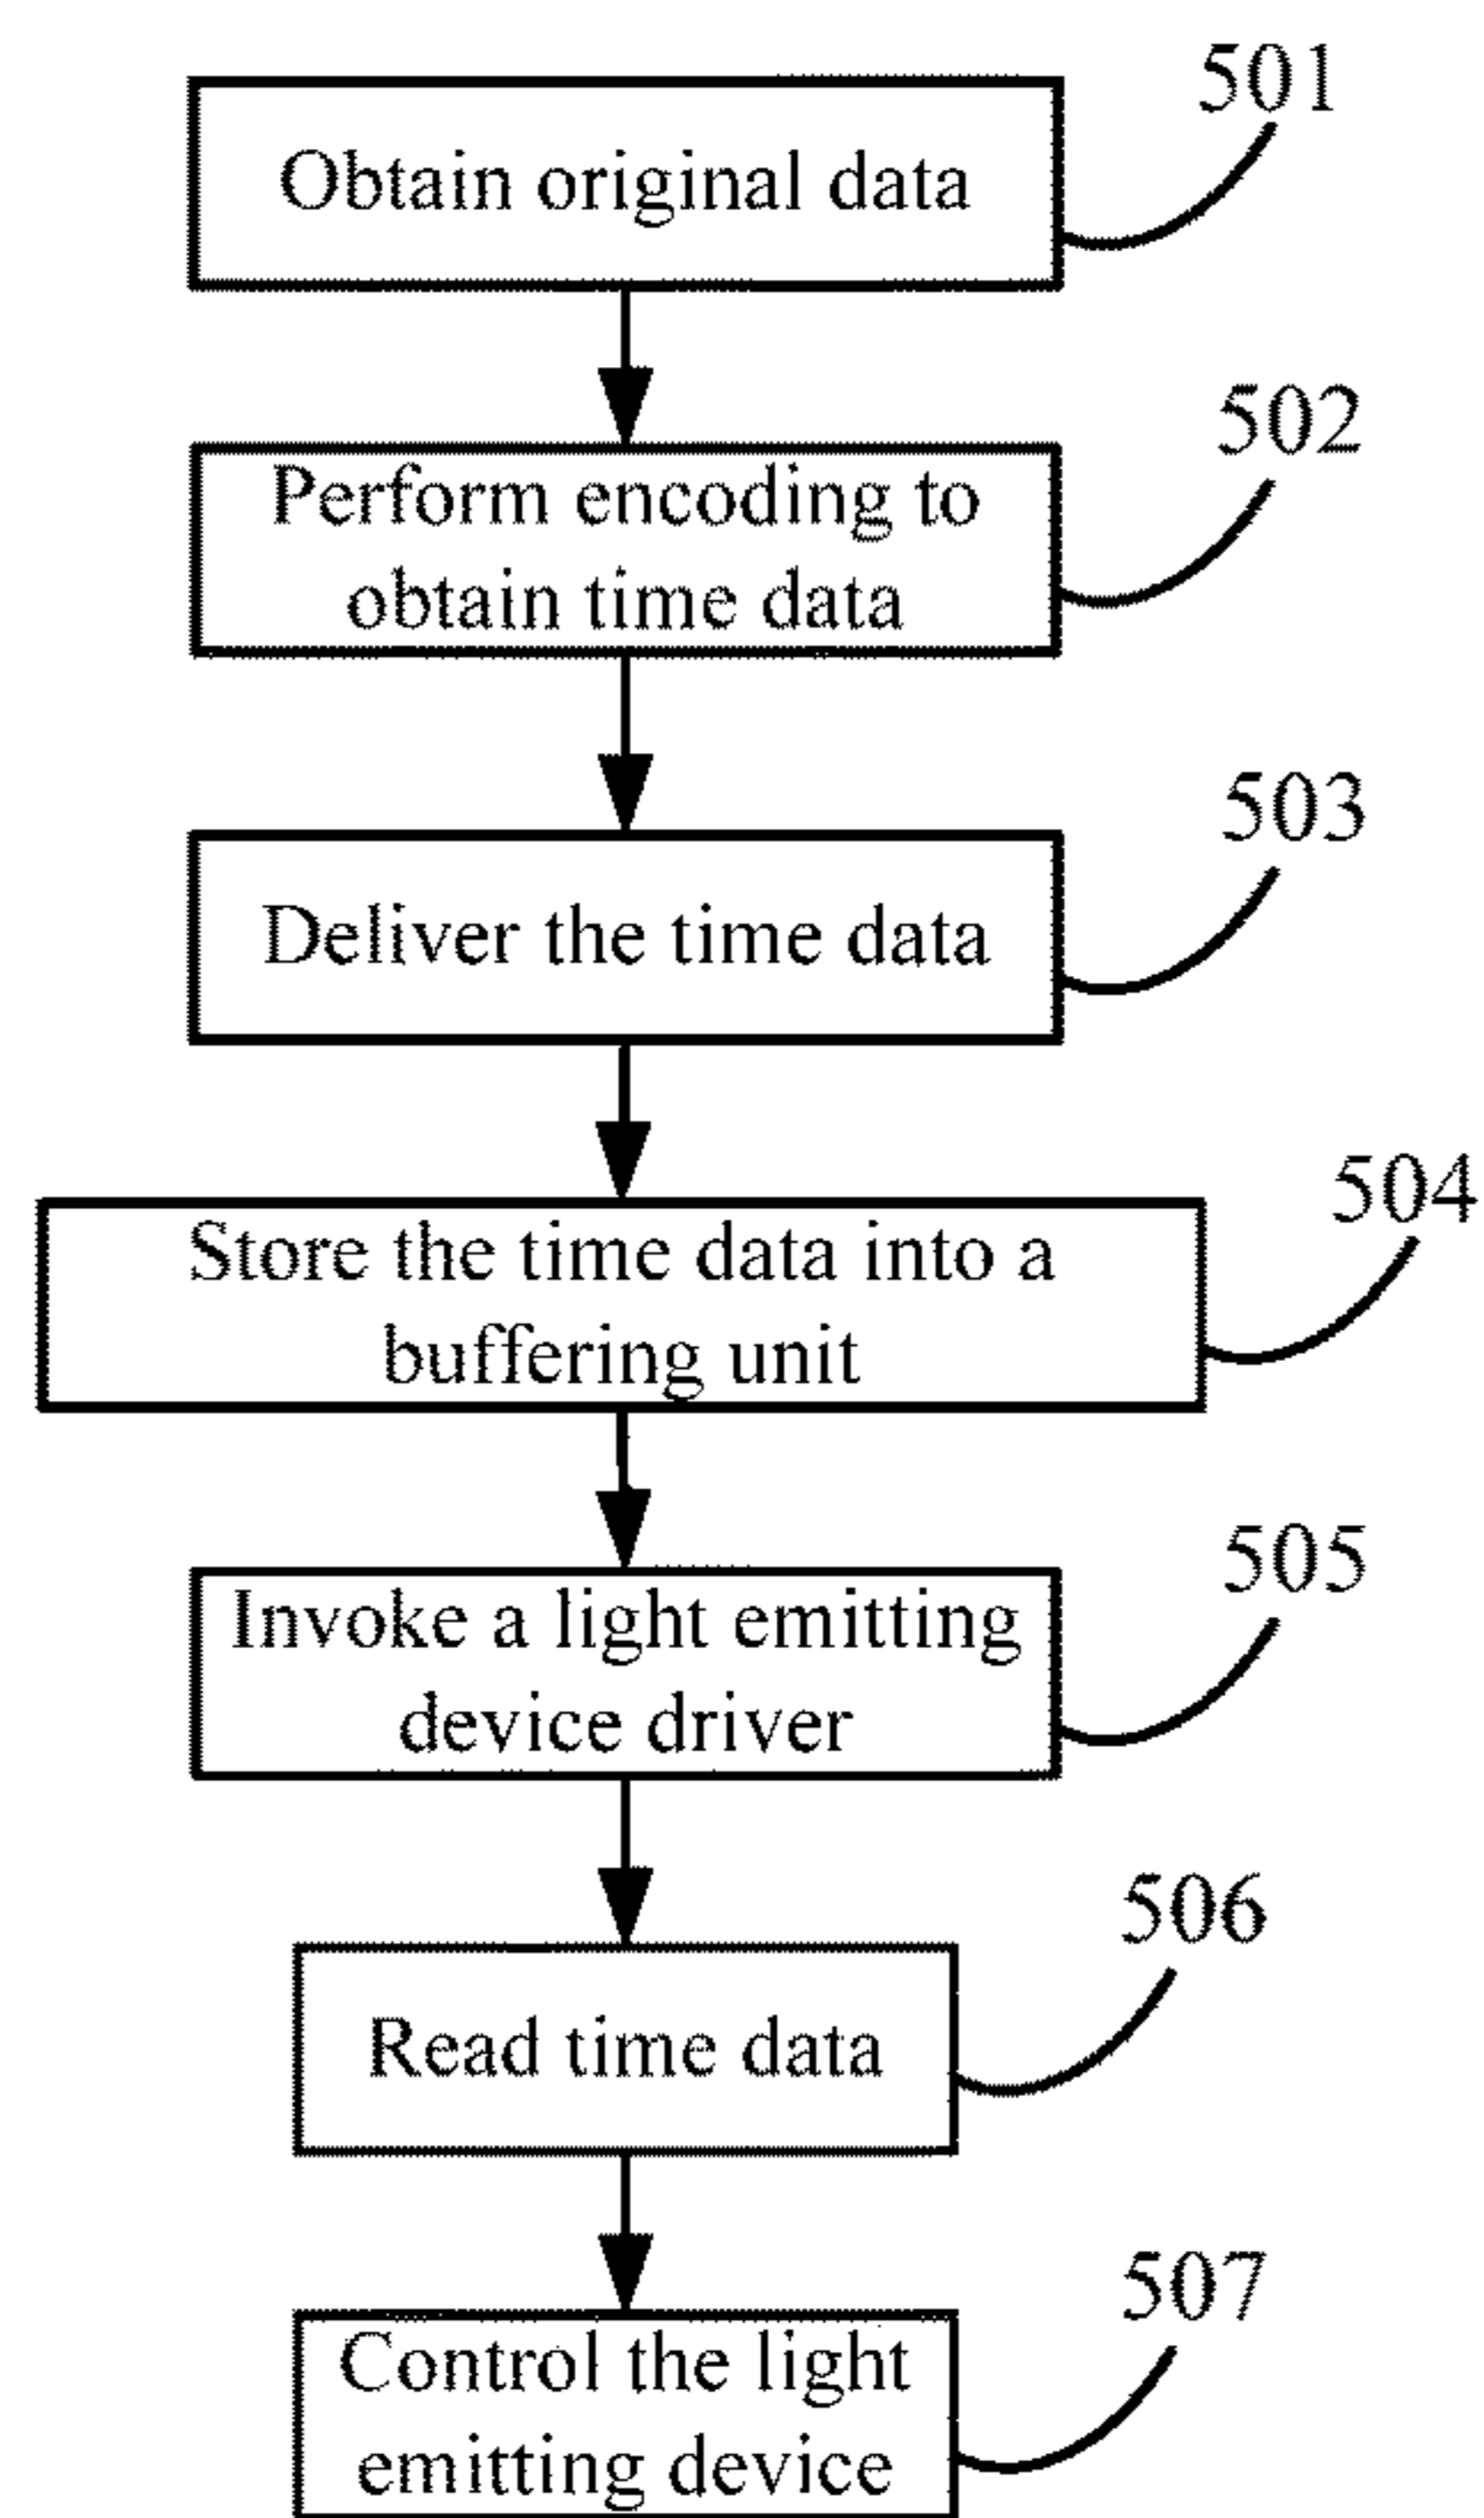 501
Obtain original data
502
Perform encoding to
obtain time data
503
Deliver the time data
504
Store the time data into a
buffering unit
505
Invoke a light emitting
device driver
506
Read time data
507
Control the light
emitting device